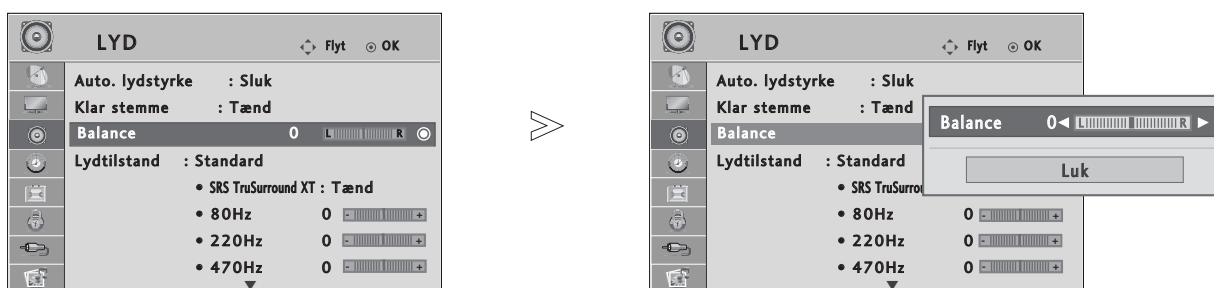 LYD Flyt OK
Auto. lydstyrke : Sluk
Klar stemme : Tænd
Balance 0 L R
Lydtilstand : Standard
• SRS TruSurround XT : Tænd
• 80Hz 0 - +
• 220Hz 0 - +
• 470Hz 0 - +
LYD Flyt OK
Auto. lydstyrke : Sluk
Klar stemme : Tænd
Balance
Lydtilstand : Standard
• SRS TruSurrou
• 80Hz 0 - +
• 220Hz 0 - +
• 470Hz 0 - +
Balance 0 L R
Luk